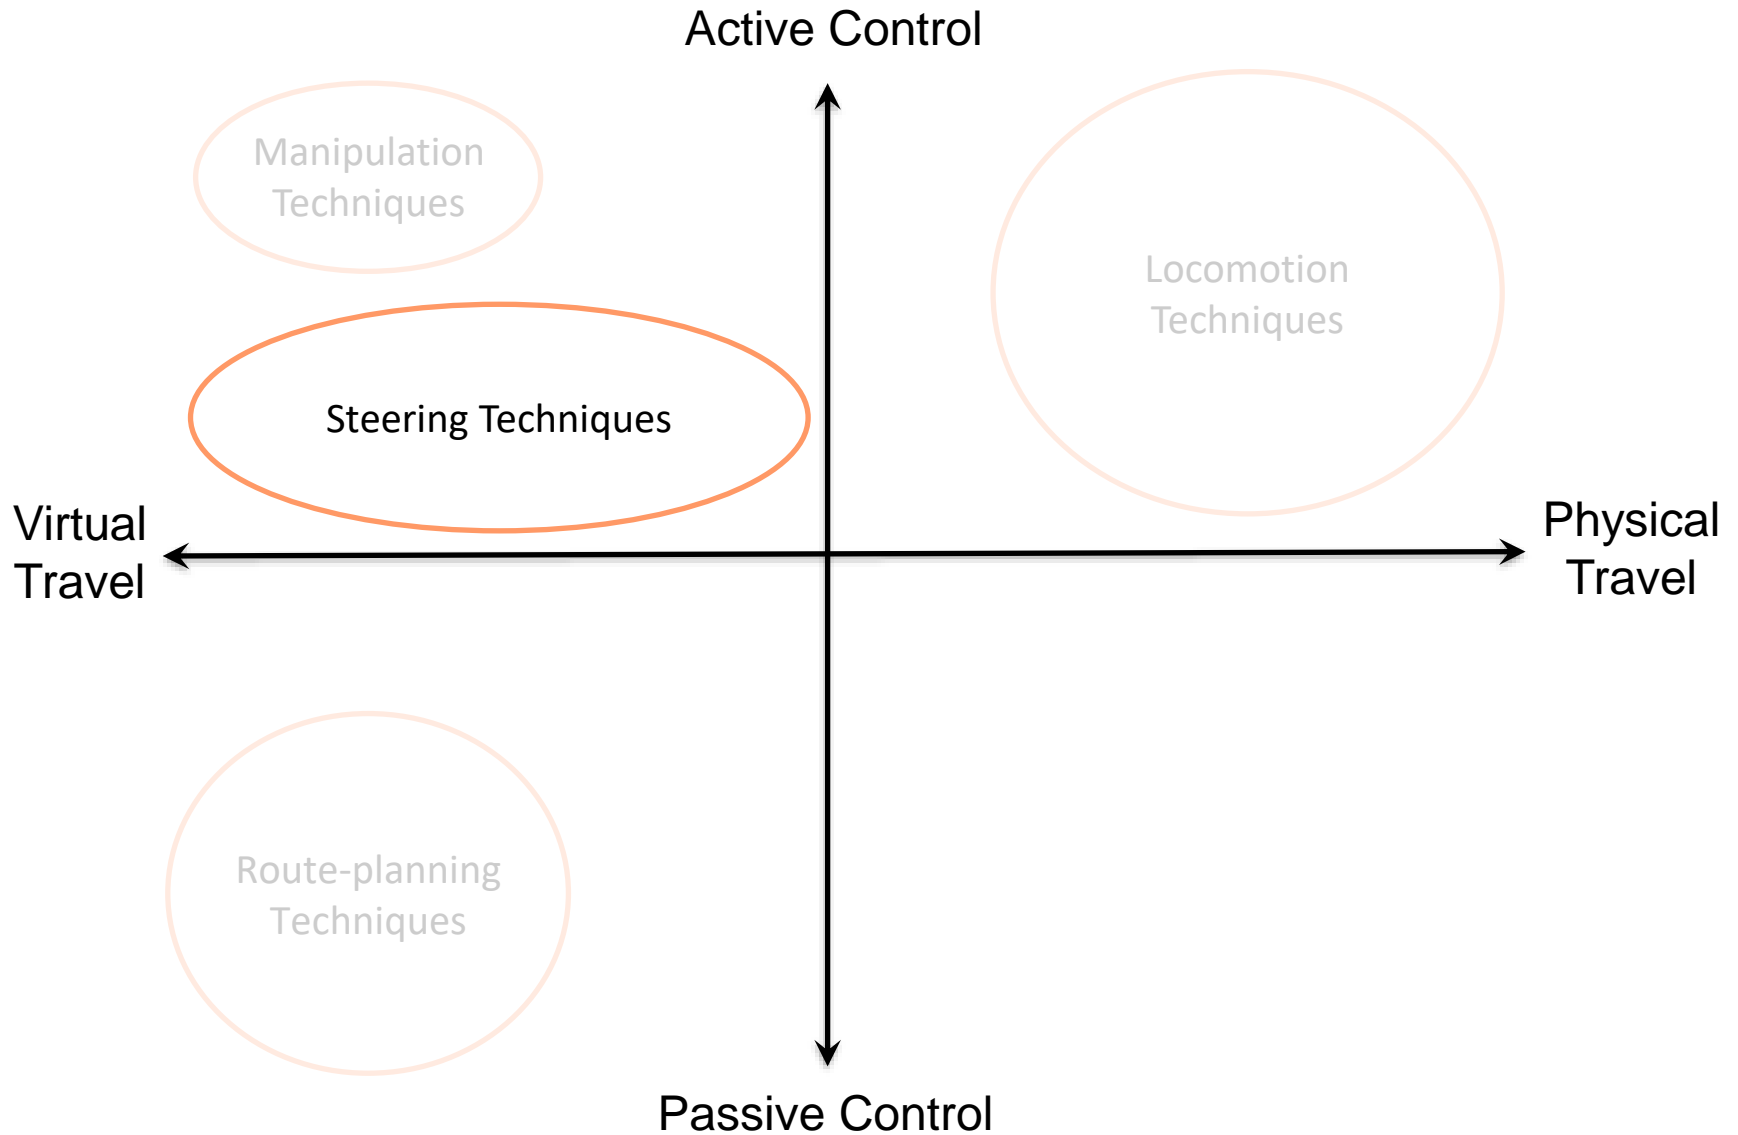 Active Control
Manipulation
Techniques
Locomotion
Techniques
Steering Techniques
Virtual
Travel
Physical
Travel
Route-planning
Techniques
Passive Control